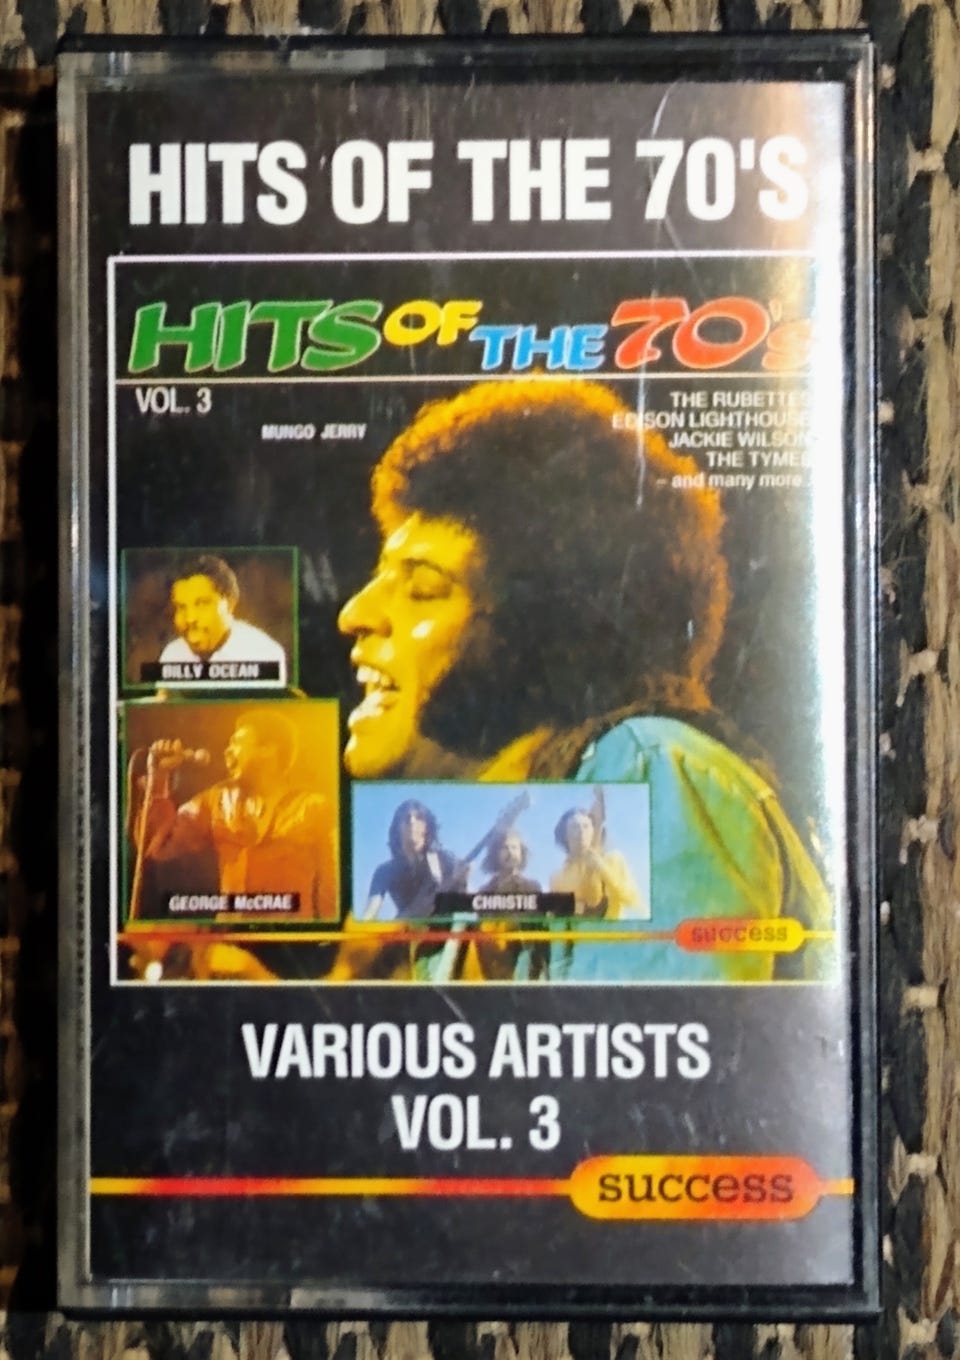 HITS OF THE 70'S
HITS OF THE 70's
VOL. 3
MUNGO JERRY
THE RUBETTES
EDISON LIGHTHOUSE
JACKIE WILSON
THE TYMES
– and many more
BILLY OCEAN
GEORGE McCRAE
CHRISTIE
success
VARIOUS ARTISTS
VOL. 3
success